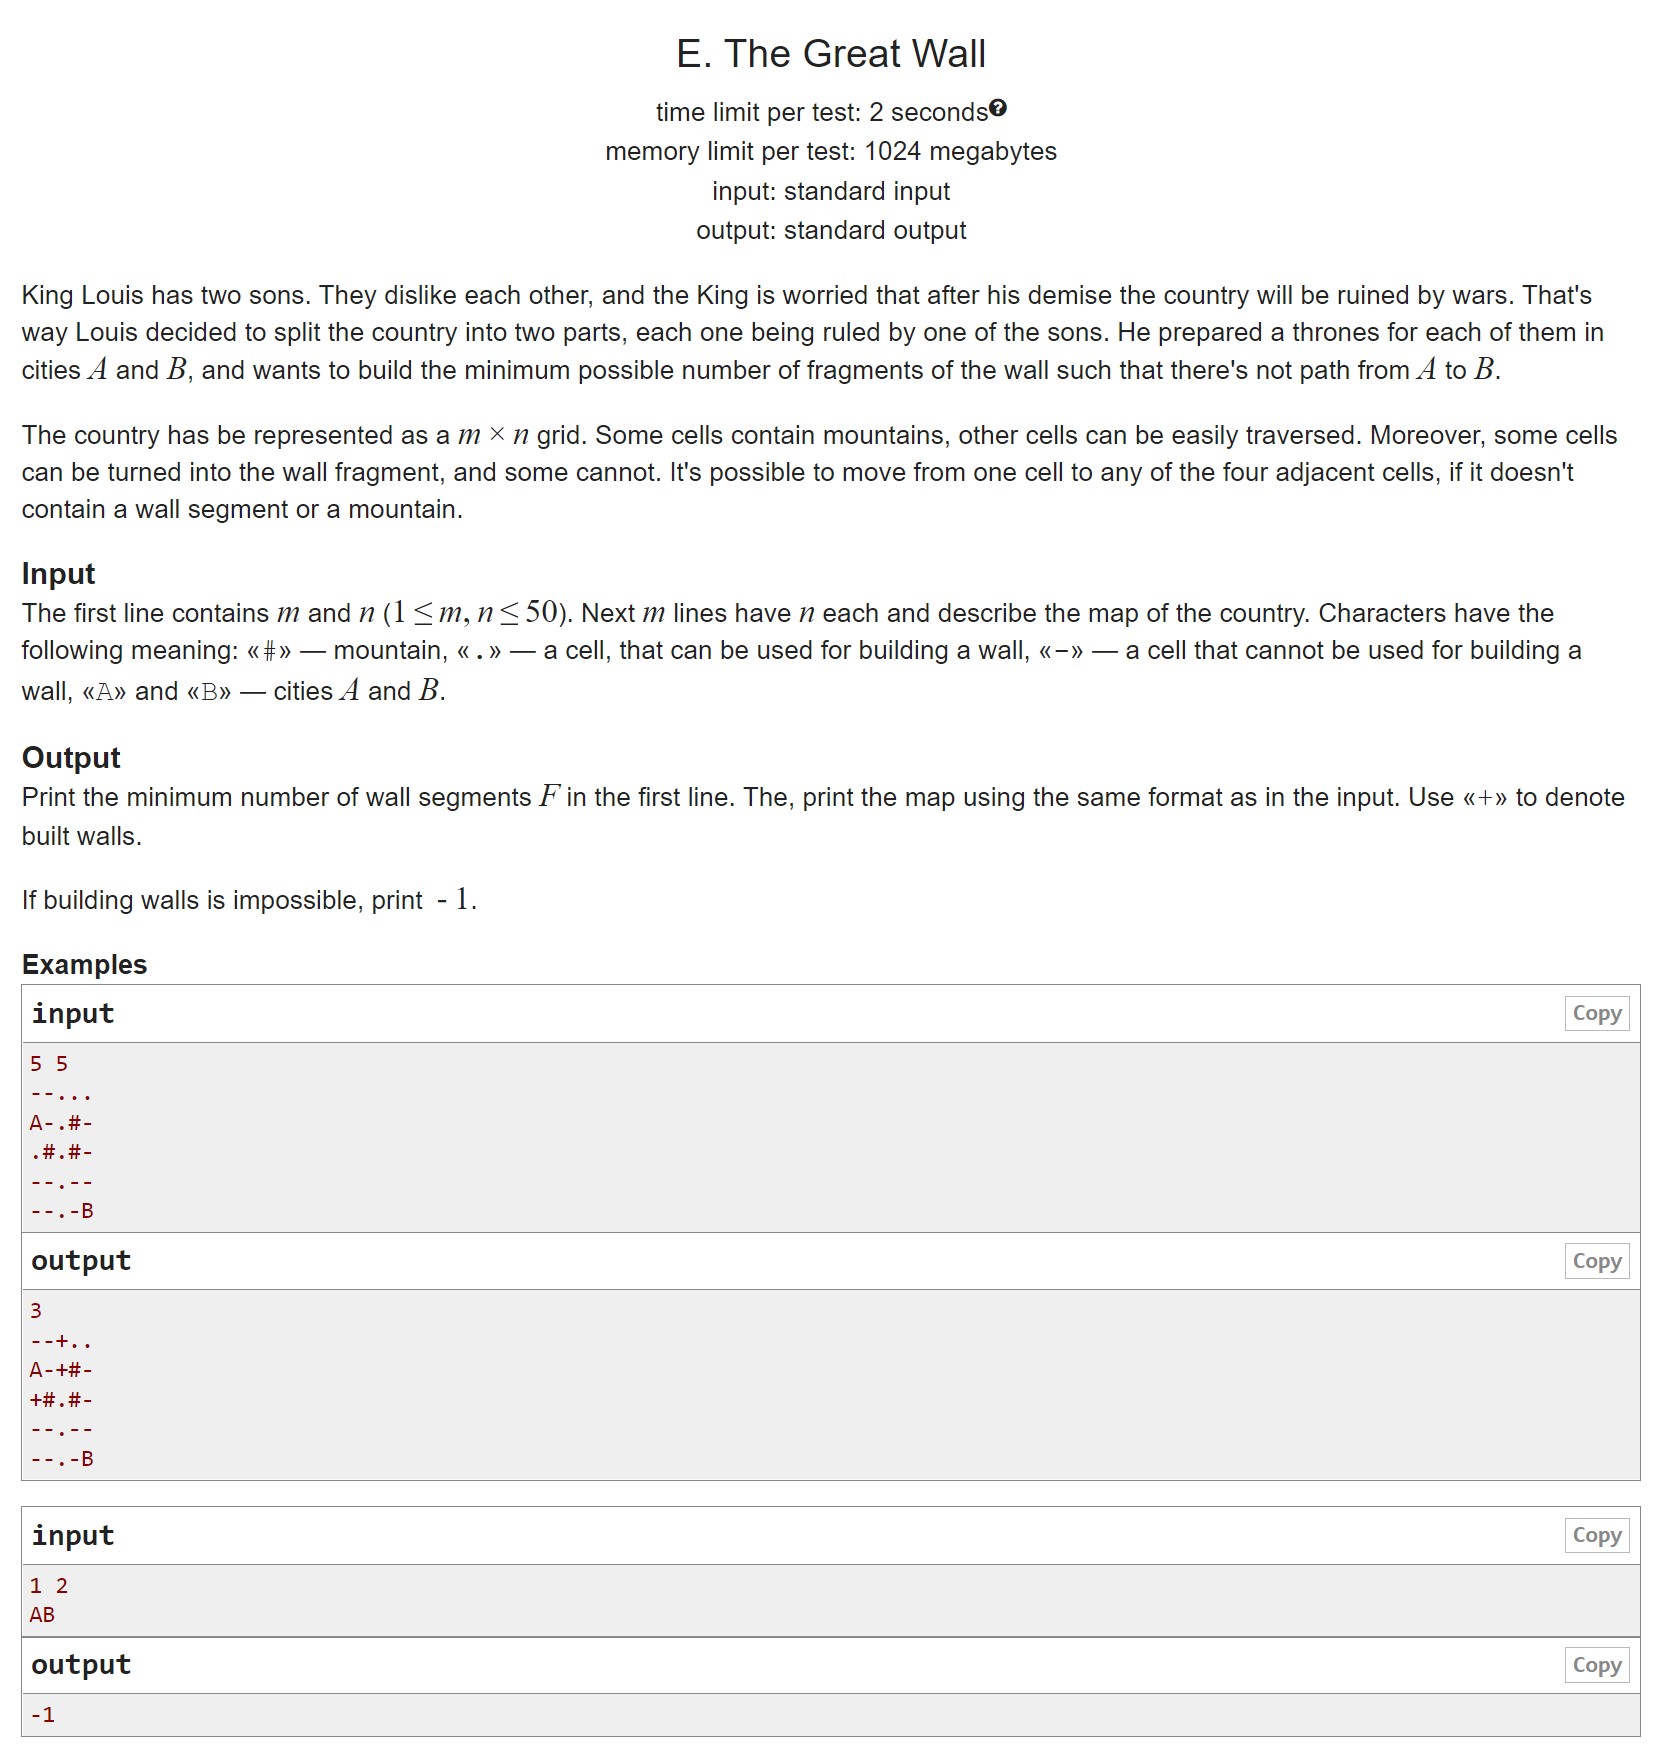 E. The Great Wall
time limit per test: 2 seconds?
memory limit per test: 1024 megabytes
input: standard input
output: standard output
King Louis has two sons. They dislike each other, and the King is worried that after his demise the country will be ruined by wars. That's
way Louis decided to split the country into two parts, each one being ruled by one of the sons. He prepared a thrones for each of them in
cities A and B, and wants to build the minimum possible number of fragments of the wall such that there's not path from A to B.
The country has be represented as a m × n grid. Some cells contain mountains, other cells can be easily traversed. Moreover, some cells
can be turned into the wall fragment, and some cannot. It's possible to move from one cell to any of the four adjacent cells, if it doesn't
contain a wall segment or a mountain.
Input
The first line contains m and n (1 ≤ m, n ≤ 50). Next m lines have n each and describe the map of the country. Characters have the
following meaning: «#» — mountain, «.» — a cell, that can be used for building a wall, «-» — a cell that cannot be used for building a
wall, «A» and «B» — cities A and B.
Output
Print the minimum number of wall segments F in the first line. The, print the map using the same format as in the input. Use «+» to denote
built walls.
If building walls is impossible, print - 1.
Examples
input
Copy
5 5
--...
A-.#-
.#.#-
--.--
--.-B
output
Copy
3
--+..
A-+#-
+#.#-
--.--
--.-B
input
Copy
1 2
AB
output
Copy
-1